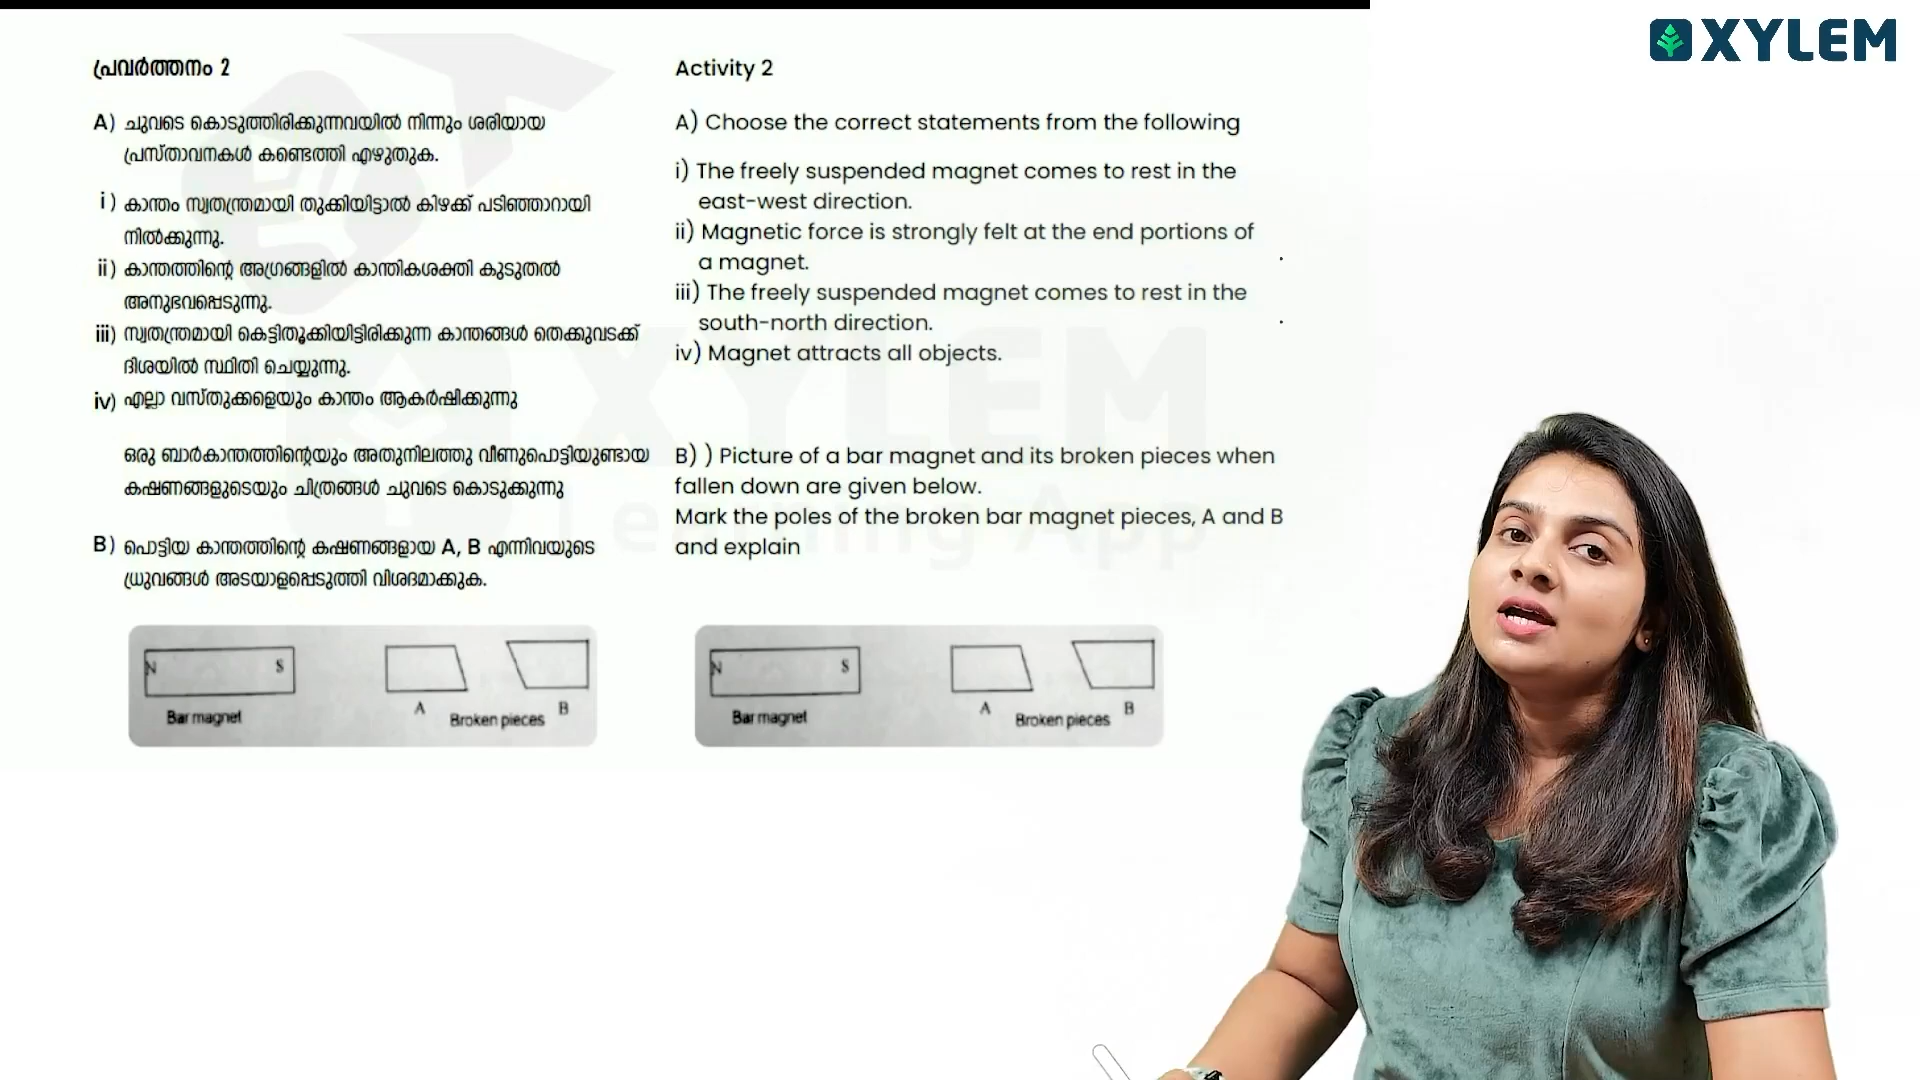 XYLEM
പ്രവർത്തനം 2
A) ചുവടെ കൊടുത്തിരിക്കുന്നവയിൽ നിന്നും ശരിയായ
പ്രസ്താവനകൾ കണ്ടെത്തി എഴുതുക.
i) കാന്തം സ്വതന്ത്രമായി തുക്കിയിട്ടാൽ കിഴക്ക് പടിഞ്ഞാറായി
നിൽക്കുന്നു.
ii) കാന്തത്തിന്റെ അഗ്രങ്ങളിൽ കാന്തികശക്തി കുടുതൽ
അനുഭവപ്പെടുന്നു.
iii) സ്വതന്ത്രമായി കെട്ടിതൂക്കിയിട്ടിരിക്കുന്ന കാന്തങ്ങൾ തെക്കുവടക്ക്
ദിശയിൽ സ്ഥിതി ചെയ്യുന്നു.
iv) എല്ലാ വസ്തുക്കളെയും കാന്തം ആകർഷിക്കുന്നു
ഒരു ബാർകാന്തത്തിന്റെയും അതുനിലത്തു വീണുപൊട്ടിയുണ്ടായ
കഷണങ്ങളുടെയും ചിത്രങ്ങൾ ചുവടെ കൊടുക്കുന്നു
B) പൊട്ടിയ കാന്തത്തിന്റെ കഷണങ്ങളായ A, B എന്നിവയുടെ
ധ്രുവങ്ങൾ അടയാളപ്പെടുത്തി വിശദമാക്കുക.
N S
A B
Bar magnet Broken pieces
Activity 2
A) Choose the correct statements from the following
i) The freely suspended magnet comes to rest in the
east-west direction.
ii) Magnetic force is strongly felt at the end portions of
a magnet.
iii) The freely suspended magnet comes to rest in the
south-north direction.
iv) Magnet attracts all objects.
B) ) Picture of a bar magnet and its broken pieces when
fallen down are given below.
Mark the poles of the broken bar magnet pieces, A and B
and explain
N S
A B
Bar magnet Broken pieces
XYLEM
Learning App